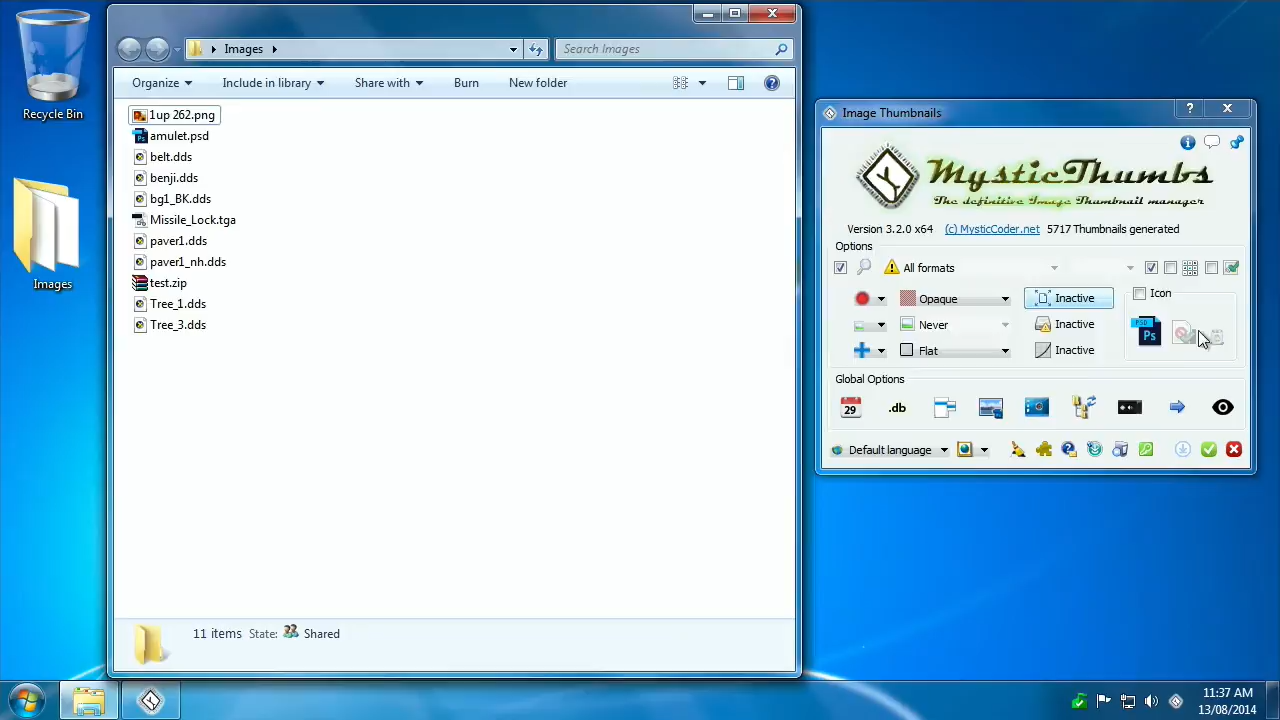 Recycle Bin
Images
Images
Search Images
Organize
Include in library
Share with
Burn
New folder
1up 262.png
amulet.psd
belt.dds
benji.dds
bg1_BK.dds
Missile_Lock.tga
paver1.dds
paver1_nh.dds
test.zip
Tree_1.dds
Tree_3.dds
11 items State: Shared
Image Thumbnails
MysticThumbs
The definitive Image Thumbnail manager
Version 3.2.0 x64 (c) MysticCoder.net 5717 Thumbnails generated
Options
All formats
Opaque
Inactive
Icon
Never
Inactive
PSD
Ps
Flat
Inactive
Global Options
29
.db
Default language
11:37 AM
13/08/2014